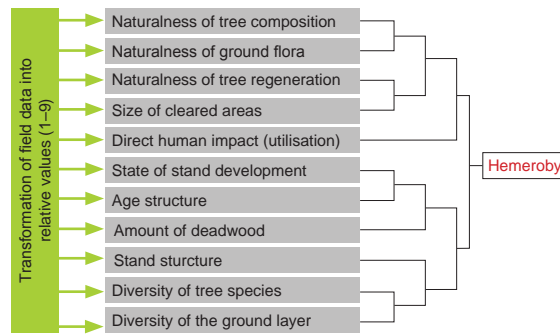 Transformation of field data into
relative values (1–9)
Naturalness of tree composition
Naturalness of ground flora
Naturalness of tree regeneration
Size of cleared areas
Direct human impact (utilisation)
State of stand development
Age structure
Amount of deadwood
Stand sturcture
Diversity of tree species
Diversity of the ground layer
Hemeroby